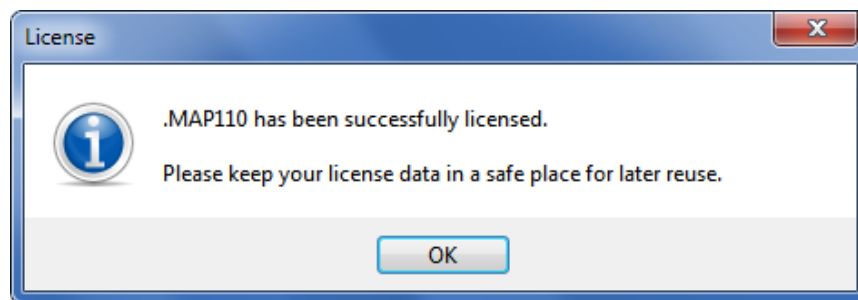 License
.MAP110 has been successfully licensed.
Please keep your license data in a safe place for later reuse.
OK